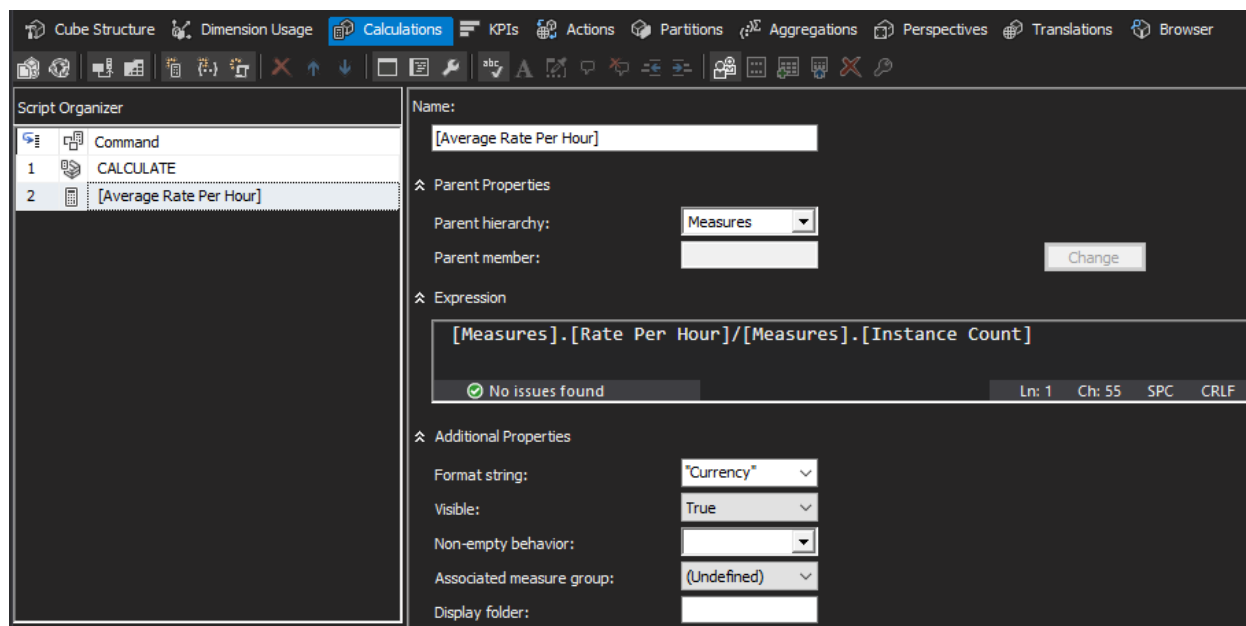 Cube Structure Dimension Usage Calculations KPIs Actions Partitions Aggregations Perspectives Translations Browser
abc A
Script Organizer
Command
1 CALCULATE
2 [Average Rate Per Hour]
Name:
[Average Rate Per Hour]
Parent Properties
Parent hierarchy: Measures
Parent member: Change
Expression
[Measures].[Rate Per Hour]/[Measures].[Instance Count]
No issues found Ln: 1 Ch: 55 SPC CRLF
Additional Properties
Format string: "Currency"
Visible: True
Non-empty behavior:
Associated measure group: (Undefined)
Display folder: